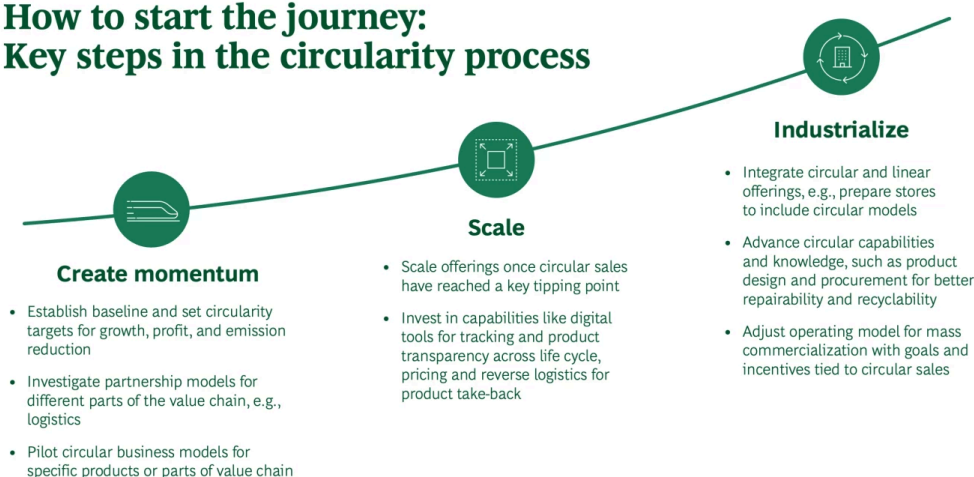 How to start the journey:
Key steps in the circularity process
Create momentum
• Establish baseline and set circularity
targets for growth, profit, and emission
reduction
• Investigate partnership models for
different parts of the value chain, e.g.,
logistics
• Pilot circular business models for
specific products or parts of value chain
Scale
• Scale offerings once circular sales
have reached a key tipping point
• Invest in capabilities like digital
tools for tracking and product
transparency across life cycle,
pricing and reverse logistics for
product take-back
Industrialize
• Integrate circular and linear
offerings, e.g., prepare stores
to include circular models
• Advance circular capabilities
and knowledge, such as product
design and procurement for better
repairability and recyclability
• Adjust operating model for mass
commercialization with goals and
incentives tied to circular sales